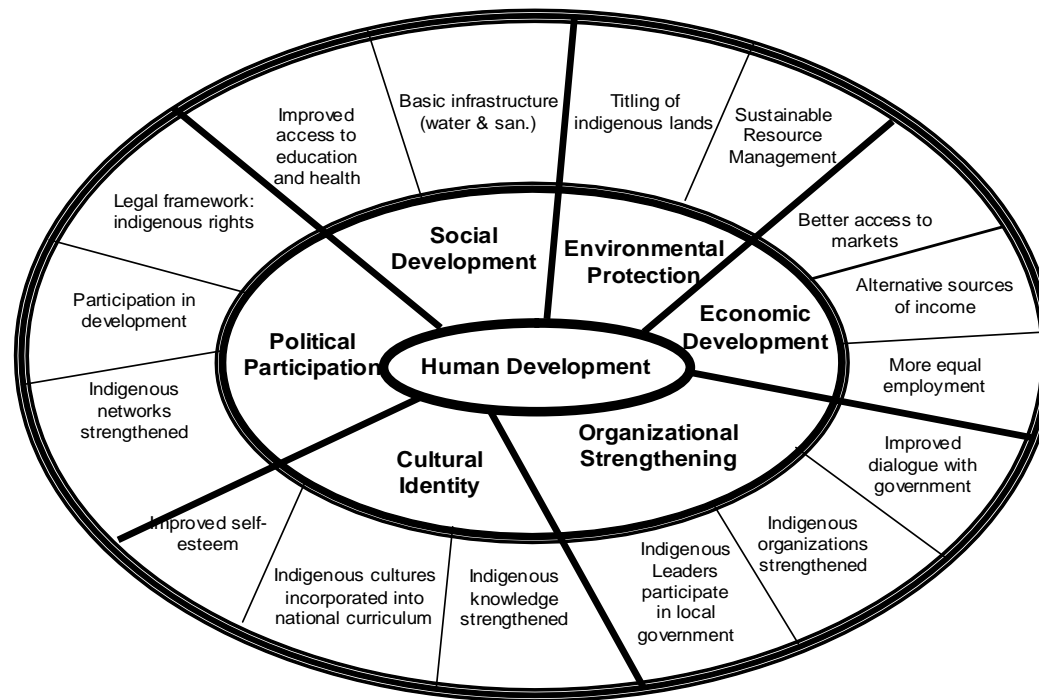 Improved
access to
education
and health
Basic infrastructure
(water & san.)
Titling of
indigenous lands
Sustainable
Resource
Management
Better access to
markets
Alternative sources
of income
More equal
employment
Improved
dialogue with
government
Indigenous
organizations
strengthened
Indigenous
Leaders
participate
in local
government
Indigenous
knowledge
strengthened
Indigenous cultures
incorporated into
national curriculum
Improved self-
esteem
Indigenous
networks
strengthened
Participation in
development
Legal framework:
indigenous rights
Social
Development
Environmental
Protection
Economic
Development
Organizational
Strengthening
Cultural
Identity
Political
Participation
Human Development